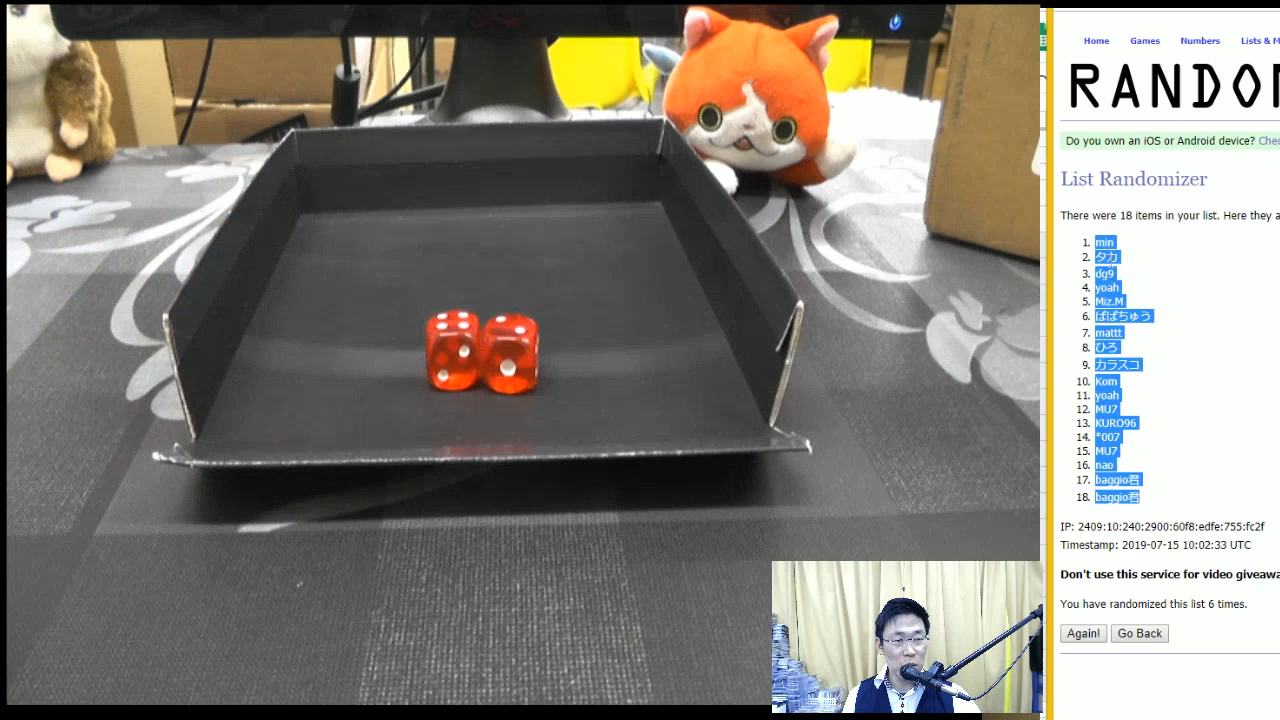 Home Games Numbers Lists & M
RANDO
Do you own an iOS or Android device? Chec
List Randomizer
There were 18 items in your list. Here they a
1. min
2. タカ
3. dg9
4. yoah
5. Miz.M
6. ぱぱちゅう
7. mattt
8. ひろ
9. カラスコ
10. Kom
11. yoah
12. MU7
13. KURO96
14. *007
15. MU7
16. nao
17. baggio君
18. baggio君
IP: 2409:10:240:2900:60f8:edfe:755:fc2f
Timestamp: 2019-07-15 10:02:33 UTC
Don't use this service for video giveawa
You have randomized this list 6 times.
Again! Go Back